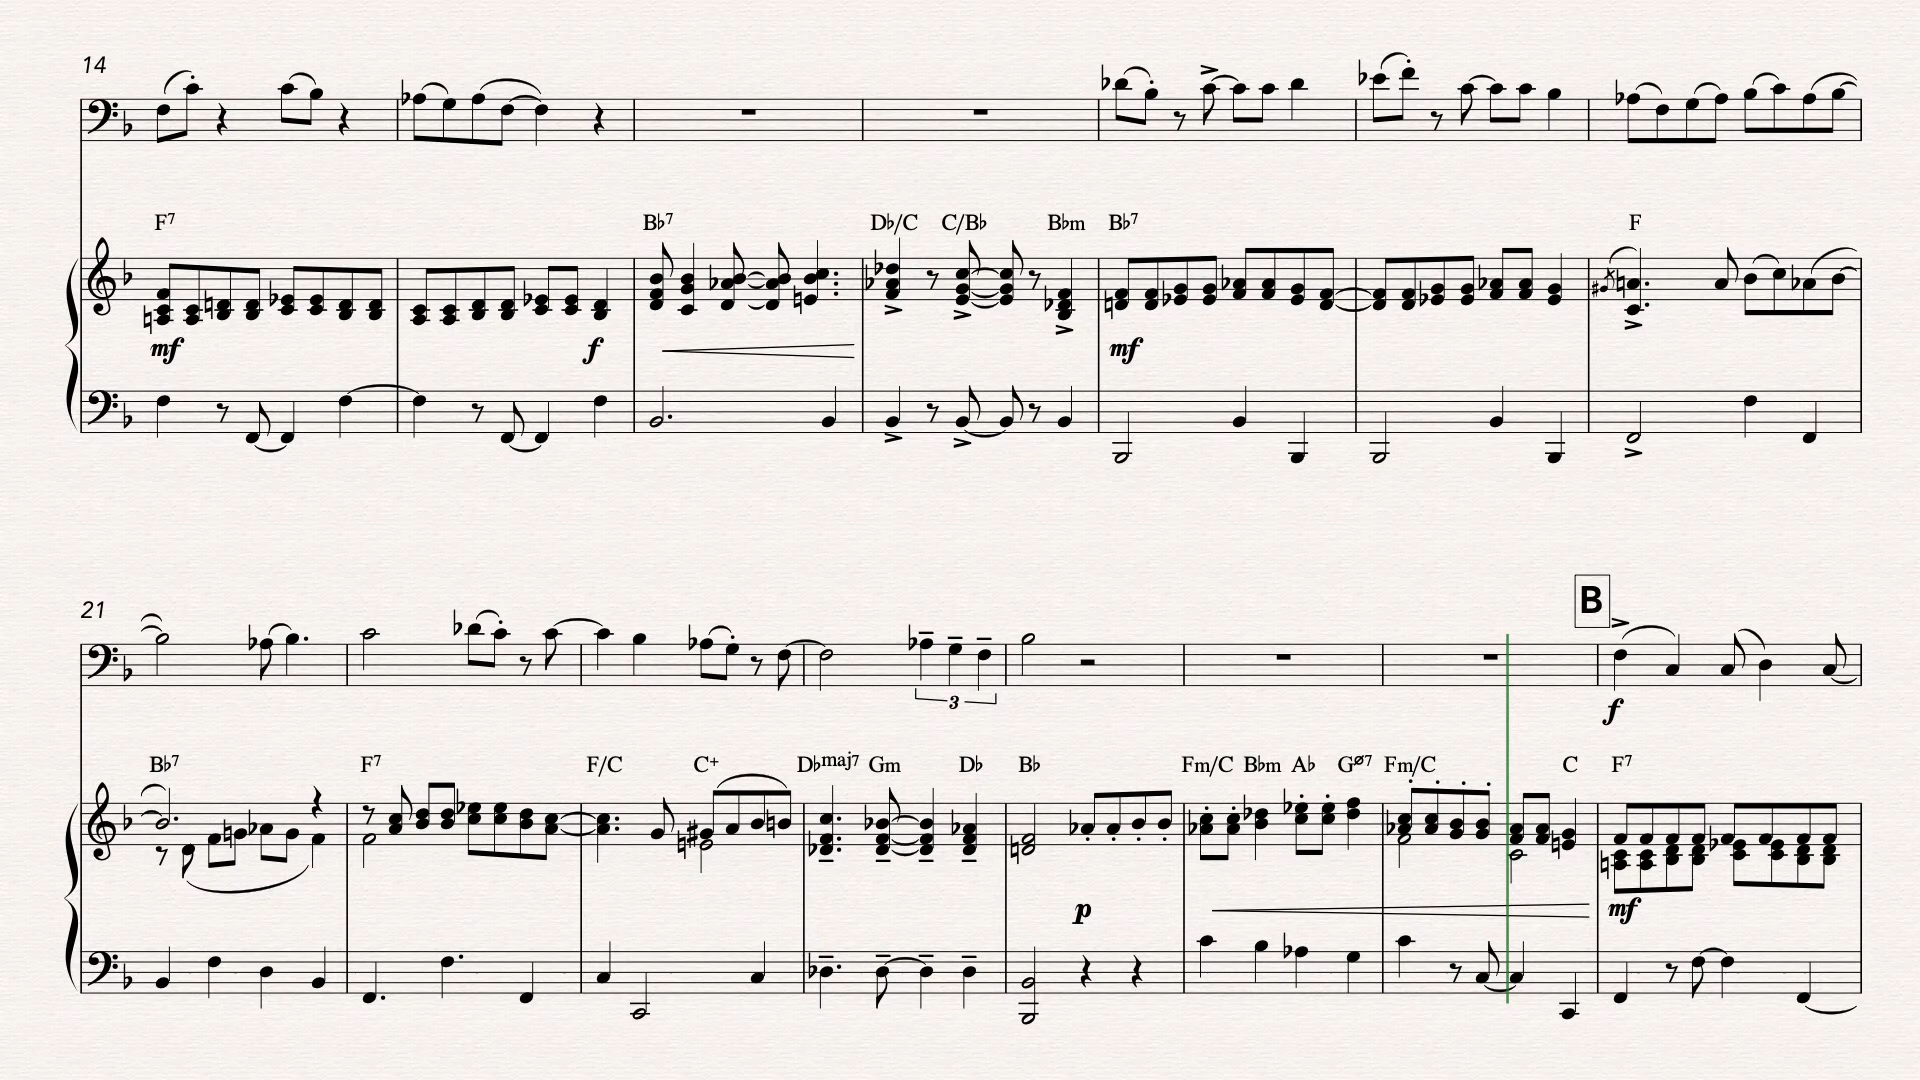 14
F7 Bb7 Db/C C/Bb Bbm Bb7 F
mf f mf
21
B
3
f
Bb7 F7 F/C C+ Dbmaj7 Gm Db Bb Fm/C Bbm Ab Gø7 Fm/C C F7
p mf